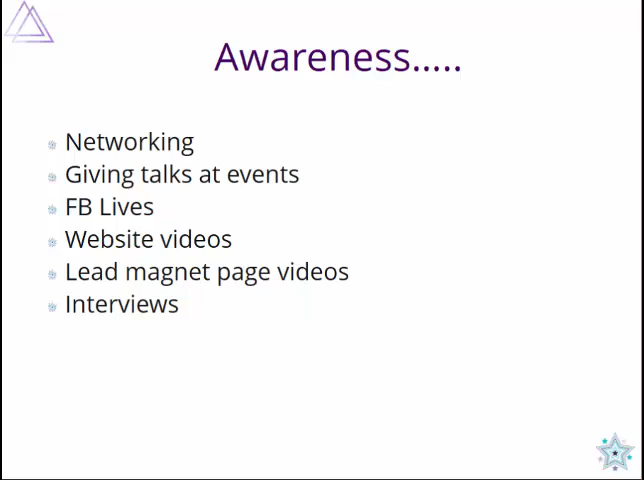 Awareness.....
Networking
Giving talks at events
FB Lives
Website videos
Lead magnet page videos
Interviews